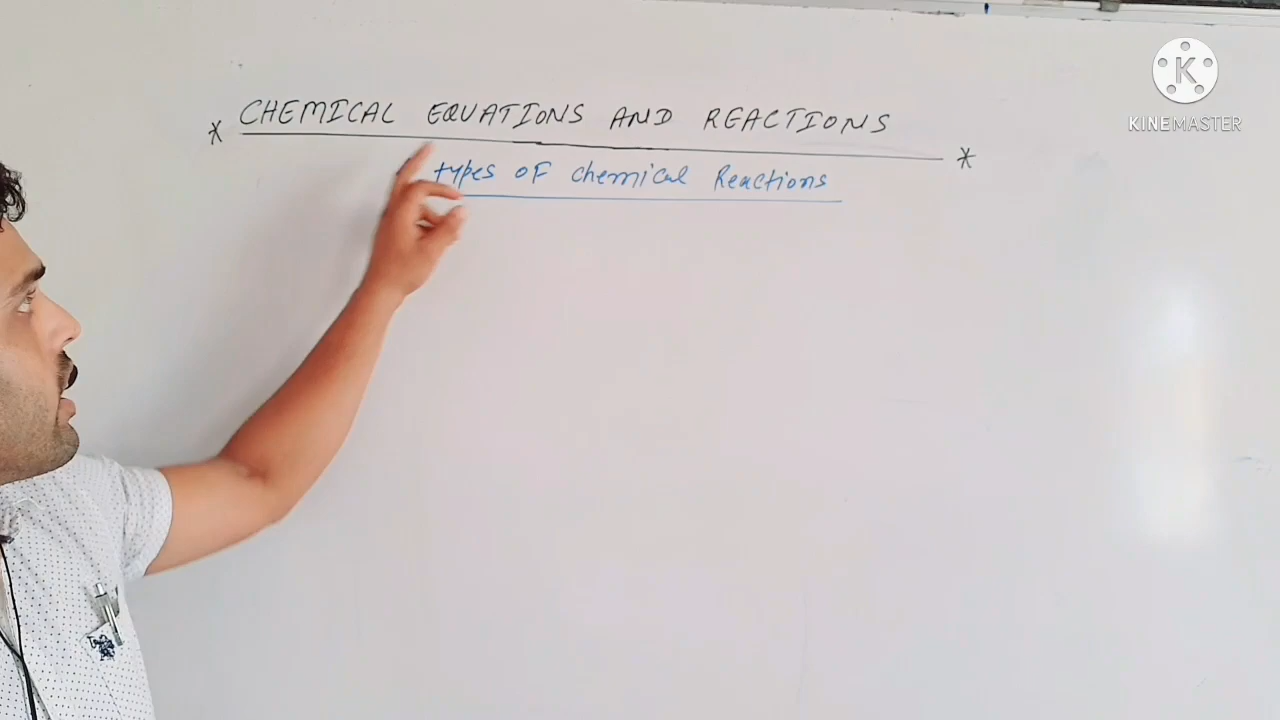 * CHEMICAL EQUATIONS AND REACTIONS *
types of chemical Reactions
K
KINEMASTER